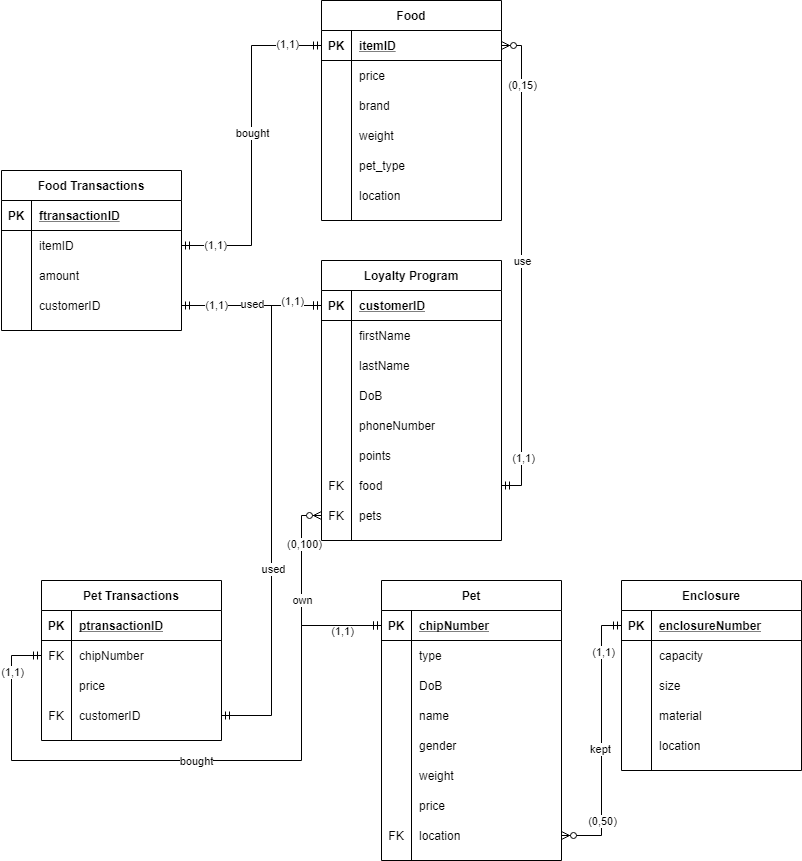 Food
PK itemID
price
brand
weight
pet_type
location
(1,1)
(0,15)
bought
use
Food Transactions
PK ftransactionID
itemID
amount
customerID
(1,1)
(1,1)
used
(1,1)
Loyalty Program
PK customerID
firstName
lastName
DoB
phoneNumber
points
FK food
FK pets
(1,1)
(0,100)
used
own
(1,1)
Pet Transactions
PK ptransactionID
FK chipNumber
price
FK customerID
(1,1)
bought
Pet
PK chipNumber
type
DoB
name
gender
weight
price
FK location
(1,1)
kept
(0,50)
Enclosure
PK enclosureNumber
capacity
size
material
location